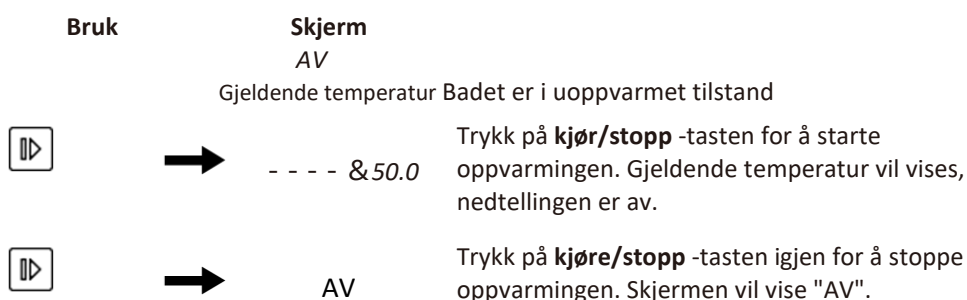 Bruk Skjerm
AV
Gjeldende temperatur Badet er i uoppvarmet tilstand
- - - - &50.0
Trykk på kjør/stopp -tasten for å starte
oppvarmingen. Gjeldende temperatur vil vises,
nedtellingen er av.
AV
Trykk på kjøre/stopp -tasten igjen for å stoppe
oppvarmingen. Skjermen vil vise "AV".